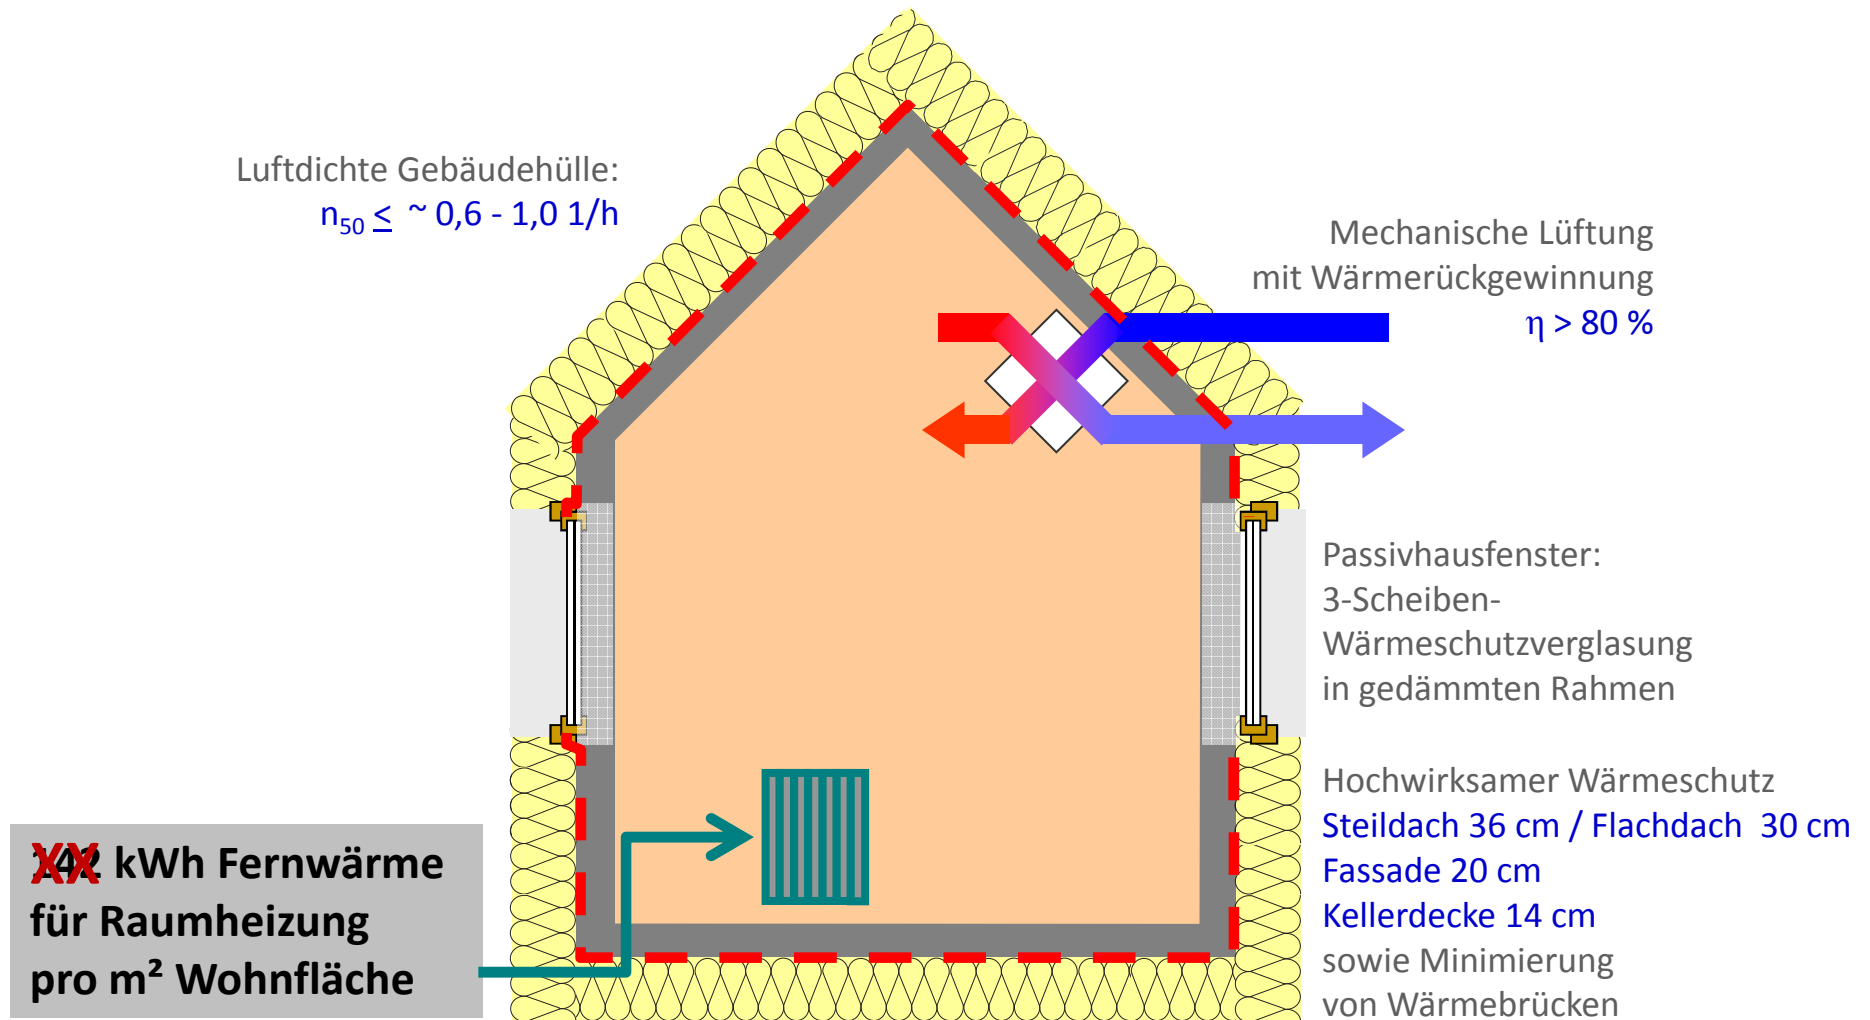 Luftdichte Gebäudehülle:
n50 ≤ ~ 0,6 - 1,0 1/h
Mechanische Lüftung
mit Wärmerückgewinnung
η > 80 %
Passivhausfenster:
3-Scheiben-
Wärmeschutzverglasung
in gedämmten Rahmen
Hochwirksamer Wärmeschutz
Steildach 36 cm / Flachdach 30 cm
Fassade 20 cm
Kellerdecke 14 cm
sowie Minimierung
von Wärmebrücken
XX kWh Fernwärme
für Raumheizung
pro m² Wohnfläche